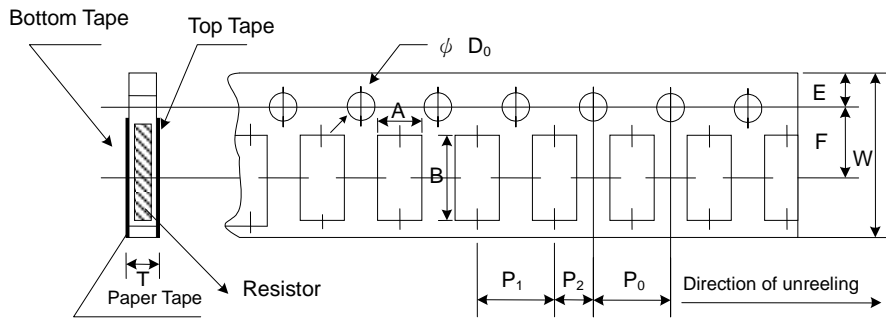 Bottom Tape
Top Tape
ϕ D₀
A
B
E
F
W
T
Paper Tape
Resistor
P₁
P₂
P₀
Direction of unreeling